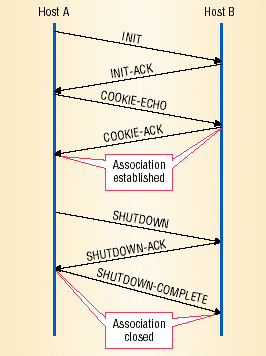 Host A Host B
INIT
INIT-ACK
COOKIE-ECHO
COOKIE-ACK
Association
established
SHUTDOWN
SHUTDOWN-ACK
SHUTDOWN-COMPLETE
Association
closed